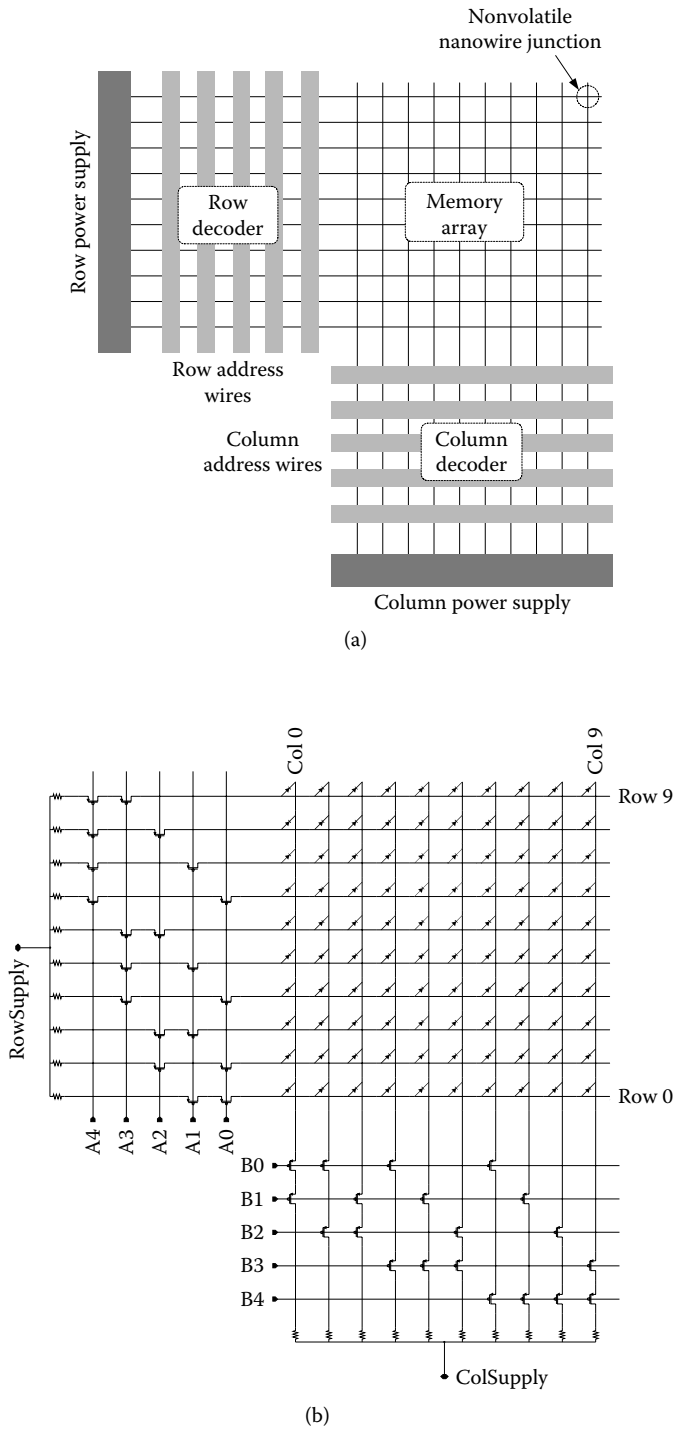 Nonvolatile
nanowire junction
Row power supply
Row
decoder
Memory
array
Row address
wires
Column
address wires
Column
decoder
Column power supply
(a)
Col 0
Col 9
Row 9
RowSupply
Row 0
A4
A3
A2
A1
A0
B0
B1
B2
B3
B4
ColSupply
(b)